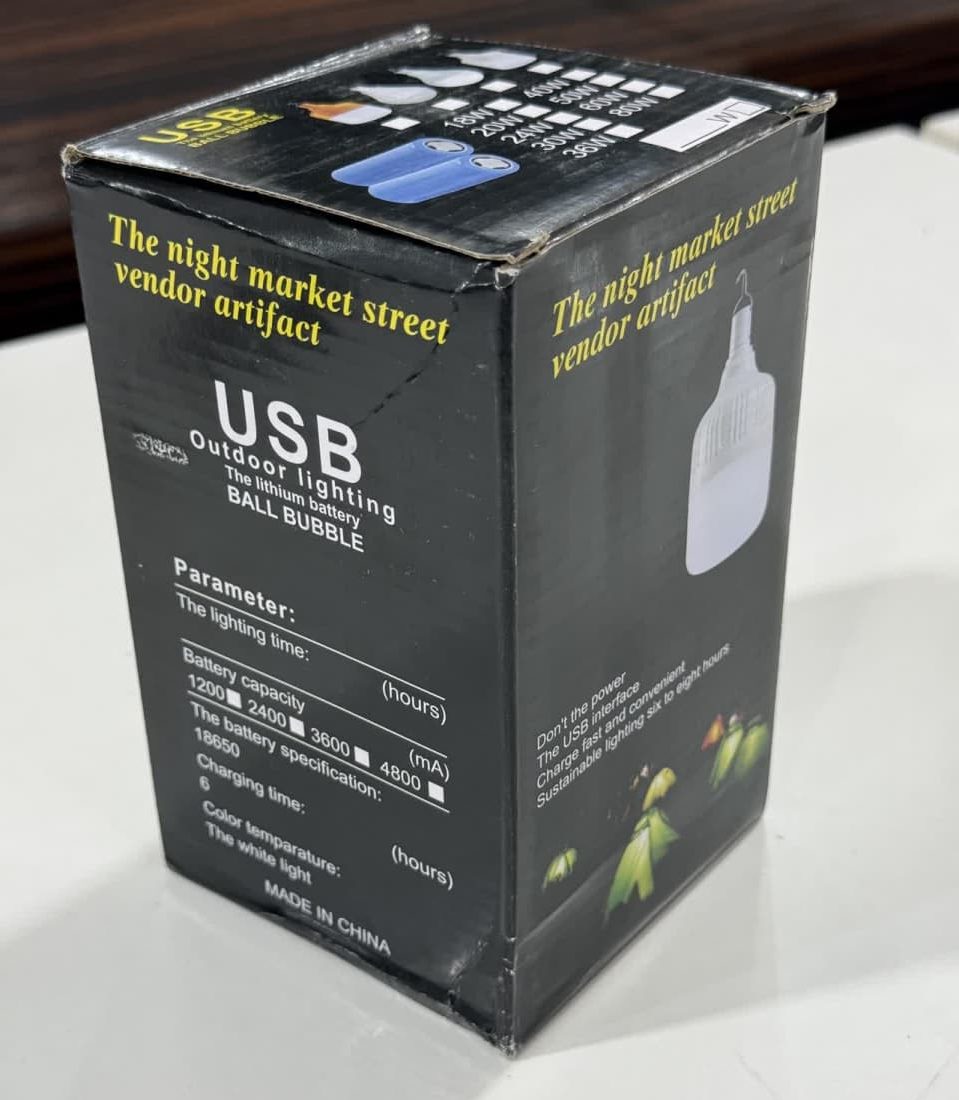 USB
BALL BUBBLE
18W
20W
24W
30W
36W
40W
50W
60W
80W
W
The night market street
vendor artifact
USB
Outdoor lighting
The lithium battery
BALL BUBBLE
Parameter:
The lighting time:
(hours)
Battery capacity
(mA)
1200 2400 3600 4800
The battery specification:
18650
Charging time:
6
(hours)
Color temparature:
The white light
MADE IN CHINA
The night market street
vendor artifact
Don't the power
The USB interface
Charge fast and convenient
Sustainable lighting six to eight hours